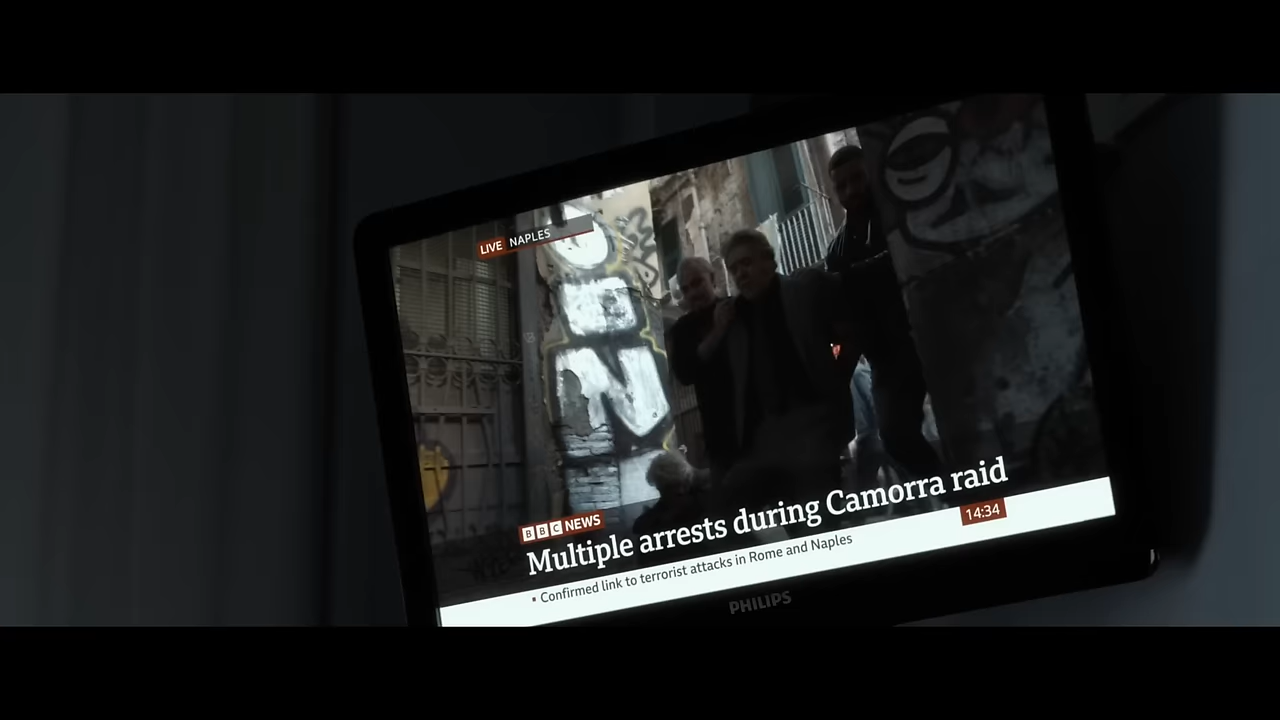 LIVE NAPLES
BBC NEWS
Multiple arrests during Camorra raid
14:34
▪ Confirmed link to terrorist attacks in Rome and Naples
PHILIPS